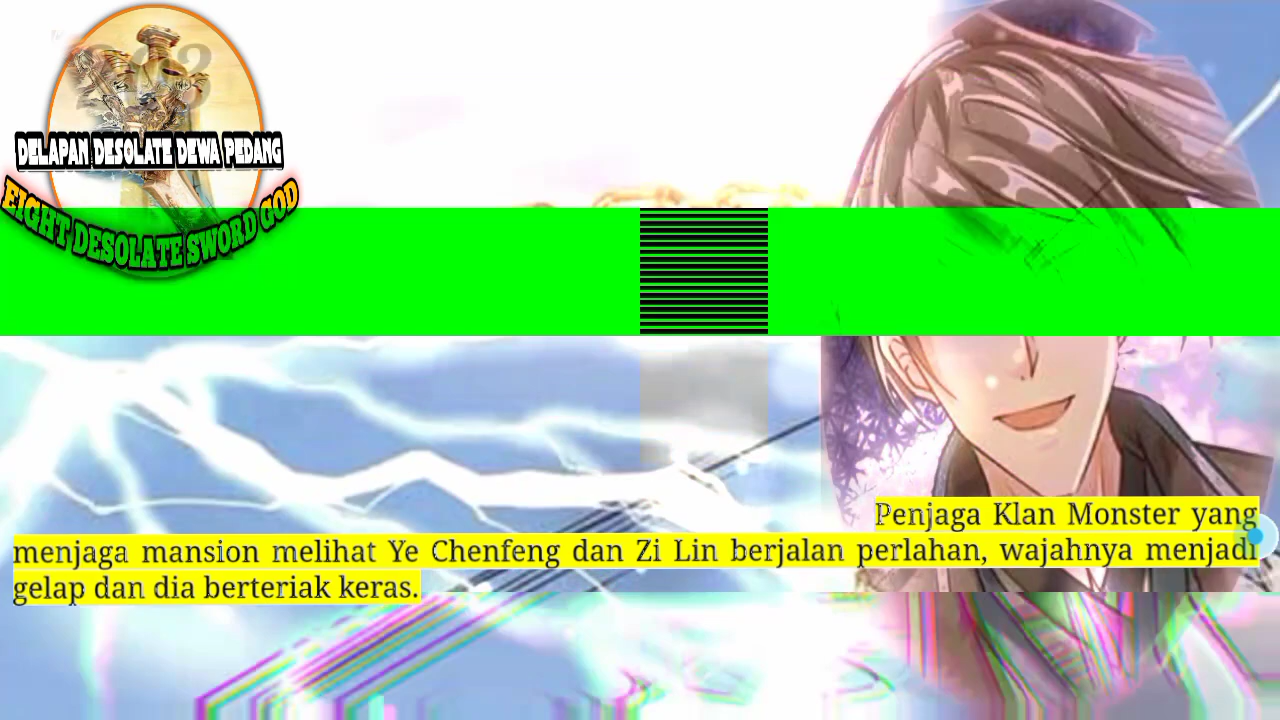 DELAPAN DESOLATE DEWA PEDANG
EIGHT DESOLATE SWORD GOD
Penjaga Klan Monster yang
menjaga mansion melihat Ye Chenfeng dan Zi Lin berjalan perlahan, wajahnya menjadi
gelap dan dia berteriak keras.